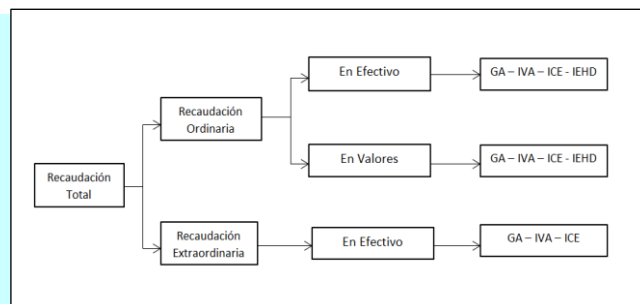 En Efectivo
GA – IVA – ICE - IEHD
Recaudación
Ordinaria
En Valores
GA – IVA – ICE - IEHD
Recaudación
Total
Recaudación
Extraordinaria
En Efectivo
GA – IVA – ICE